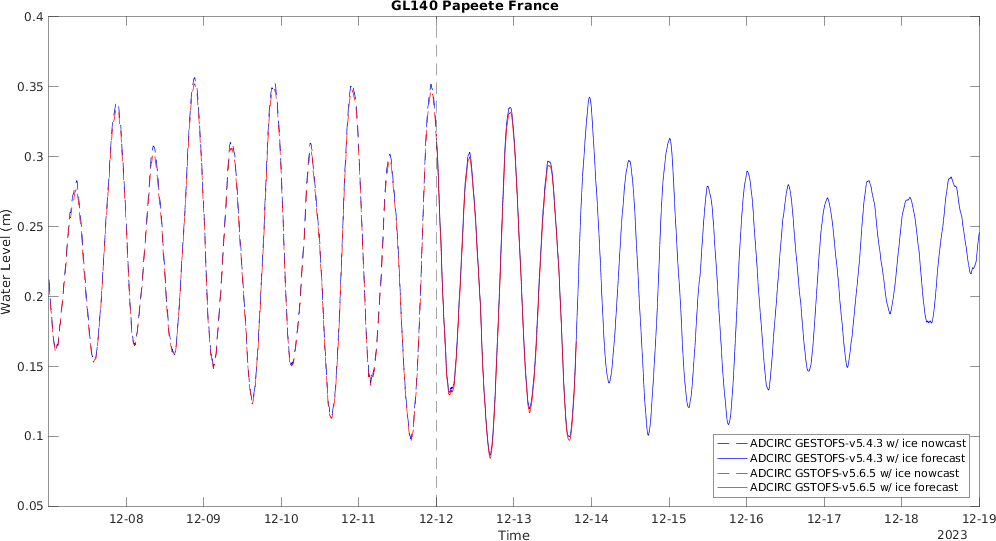 GL140 Papeete France
0.4
0.35
0.3
0.25
0.2
0.15
0.1
0.05
Water Level (m)
ADCIRC GESTOFS-v5.4.3 w/ ice nowcast
ADCIRC GESTOFS-v5.4.3 w/ ice forecast
ADCIRC GSTOFS-v5.6.5 w/ ice nowcast
ADCIRC GSTOFS-v5.6.5 w/ ice forecast
12-08 12-09 12-10 12-11 12-12 12-13 12-14 12-15 12-16 12-17 12-18 12-19
Time
2023